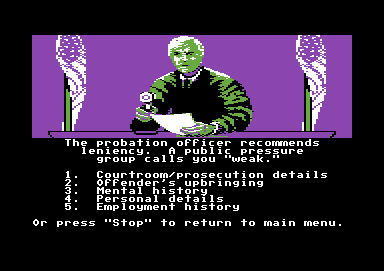 The probation officer recommends
leniency. A public pressure
group calls you "weak."
1. Courtroom/prosecution details
2. Offender's upbringing
3. Mental history
4. Personal details
5. Employment history
Or press "Stop" to return to main menu.